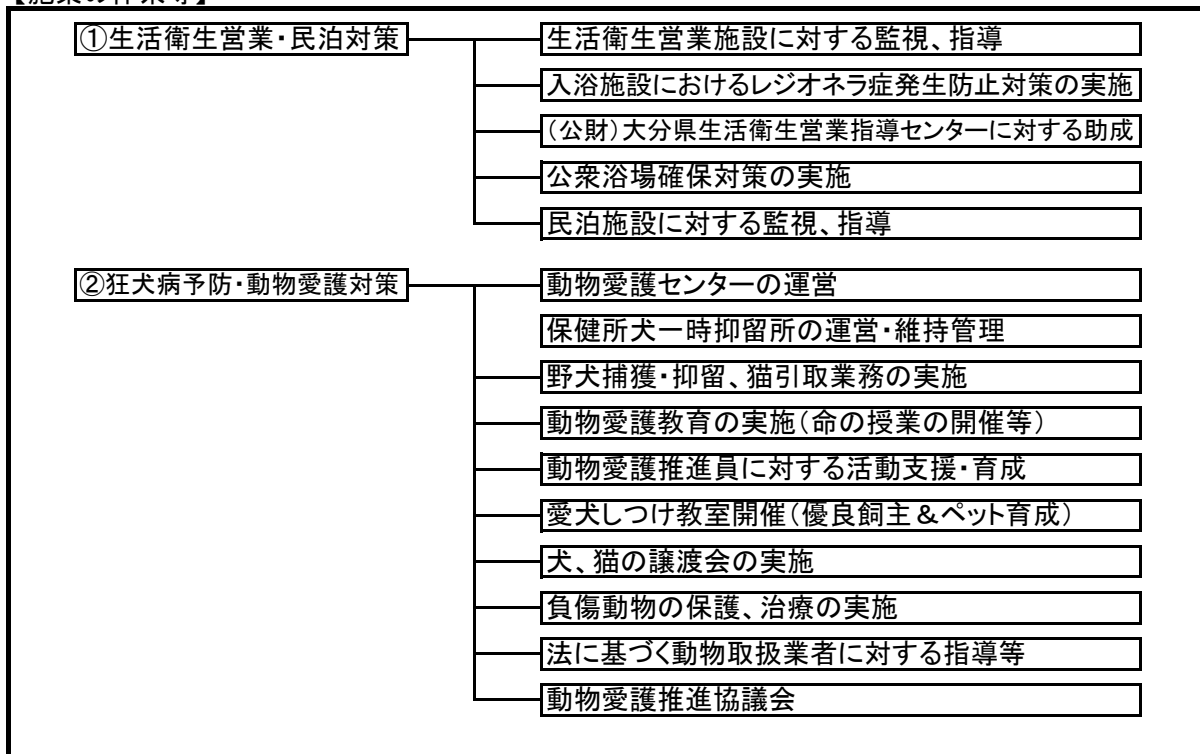 ①生活衛生営業・民泊対策
生活衛生営業施設に対する監視、指導
入浴施設におけるレジオネラ症発生防止対策の実施
(公財)大分県生活衛生営業指導センターに対する助成
公衆浴場確保対策の実施
民泊施設に対する監視、指導
②狂犬病予防・動物愛護対策
動物愛護センターの運営
保健所犬一時抑留所の運営・維持管理
野犬捕獲・抑留、猫引取業務の実施
動物愛護教育の実施(命の授業の開催等)
動物愛護推進員に対する活動支援・育成
愛犬しつけ教室開催(優良飼主&ペット育成)
犬、猫の譲渡会の実施
負傷動物の保護、治療の実施
法に基づく動物取扱業者に対する指導等
動物愛護推進協議会